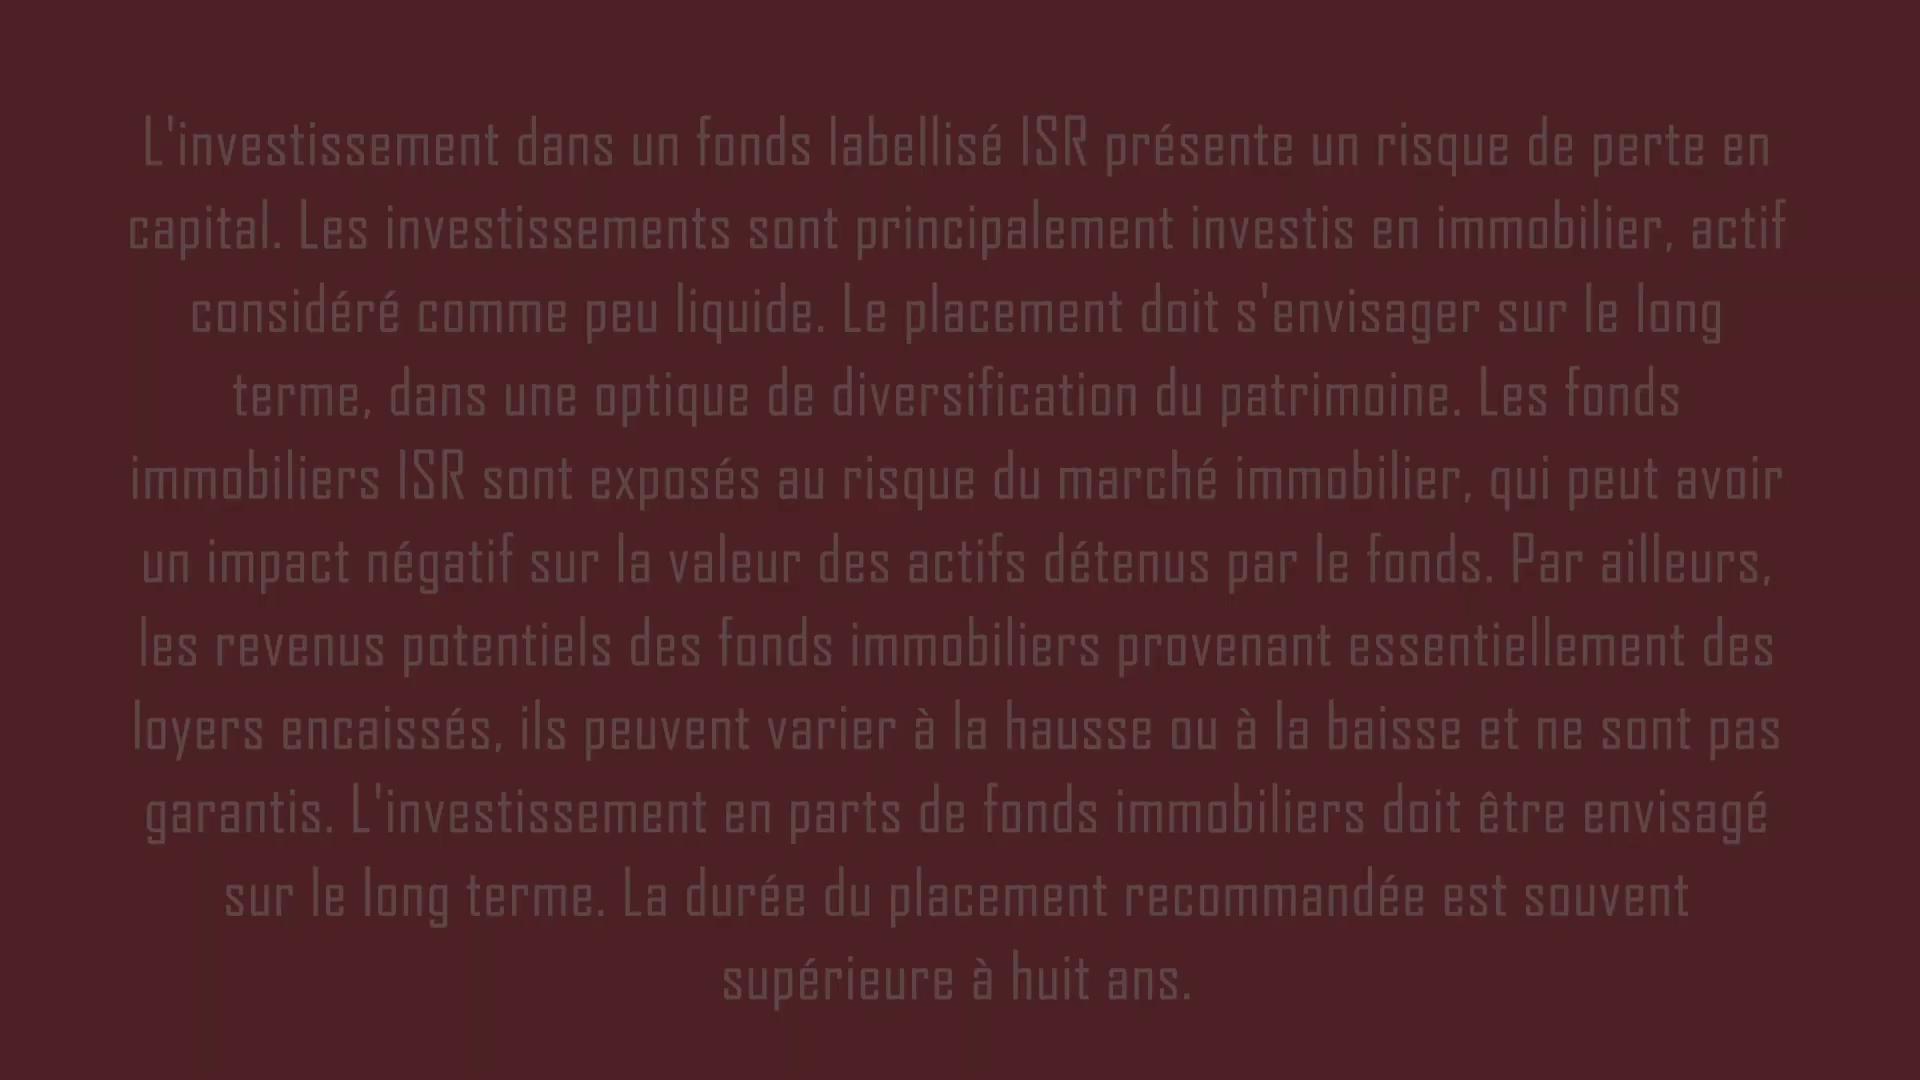 L'investissement dans un fonds labellisé ISR présente un risque de perte en
capital. Les investissements sont principalement investis en immobilier, actif
considéré comme peu liquide. Le placement doit s'envisager sur le long
terme, dans une optique de diversification du patrimoine. Les fonds
immobiliers ISR sont exposés au risque du marché immobilier, qui peut avoir
un impact négatif sur la valeur des actifs détenus par le fonds. Par ailleurs,
les revenus potentiels des fonds immobiliers provenant essentiellement des
loyers encaissés, ils peuvent varier à la hausse ou à la baisse et ne sont pas
garantis. L'investissement en parts de fonds immobiliers doit être envisagé
sur le long terme. La durée du placement recommandée est souvent
supérieure à huit ans.